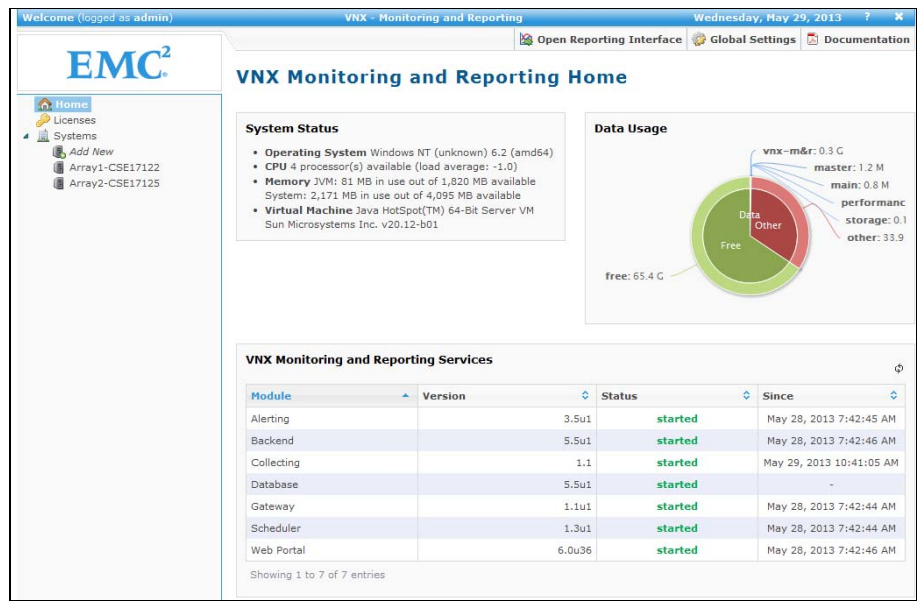 Welcome (logged as admin)
VNX - Monitoring and Reporting
Wednesday, May 29, 2013 ? ×
Open Reporting Interface Global Settings Documentation
EMC²
Home
Licenses
Systems
Add New
Array1-CSE17122
Array2-CSE17125
VNX Monitoring and Reporting Home
System Status
• Operating System Windows NT (unknown) 6.2 (amd64)
• CPU 4 processor(s) available (load average: -1.0)
• Memory JVM: 81 MB in use out of 1,820 MB available
System: 2,171 MB in use out of 4,095 MB available
• Virtual Machine Java HotSpot(TM) 64-Bit Server VM
Sun Microsystems Inc. v20.12-b01
Data Usage
vnx-m&r: 0.3 G
master: 1.2 M
main: 0.8 M
performanc
storage: 0.1
other: 33.9
Data
Other
Free
free: 65.4 G
VNX Monitoring and Reporting Services
Module Version Status Since
Alerting 3.5u1 started May 28, 2013 7:42:45 AM
Backend 5.5u1 started May 28, 2013 7:42:46 AM
Collecting 1.1 started May 29, 2013 10:41:05 AM
Database 5.5u1 started -
Gateway 1.1u1 started May 28, 2013 7:42:44 AM
Scheduler 1.3u1 started May 28, 2013 7:42:44 AM
Web Portal 6.0u36 started May 28, 2013 7:42:46 AM
Showing 1 to 7 of 7 entries